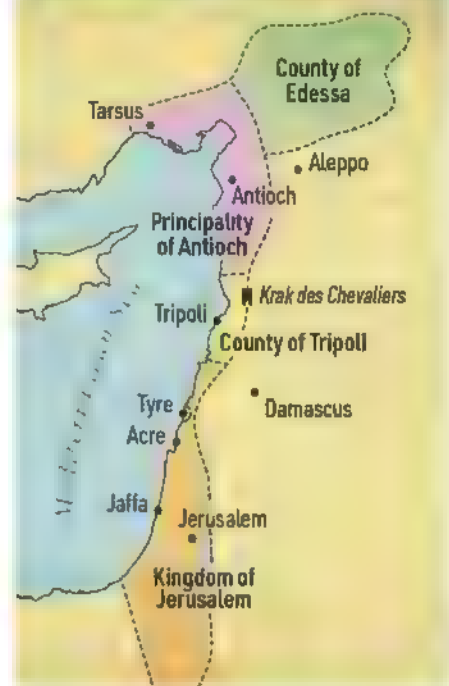 County of
Edessa
Tarsus
Aleppo
Antioch
Principality
of Antioch
Krak des Chevaliers
Tripoli
County of Tripoli
Tyre
Damascus
Acre
Jaffa
Jerusalem
Kingdom of
Jerusalem